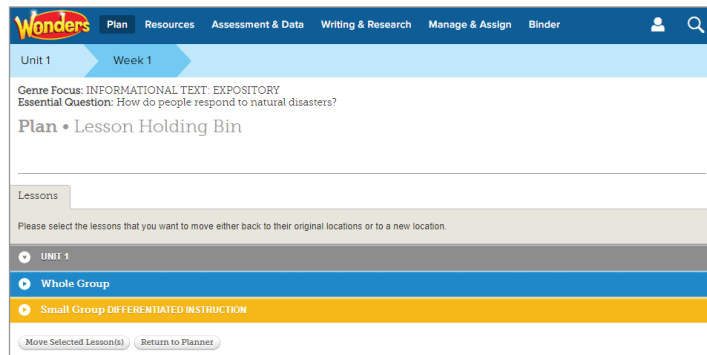 Wonders Plan Resources Assessment & Data Writing & Research Manage & Assign Binder
Unit 1 Week 1
Genre Focus: INFORMATIONAL TEXT: EXPOSITORY
Essential Question: How do people respond to natural disasters?
Plan • Lesson Holding Bin
Lessons
Please select the lessons that you want to move either back to their original locations or to a new location.
UNIT 1
Whole Group
Small Group DIFFERENTIATED INSTRUCTION
Move Selected Lesson(s) Return to Planner